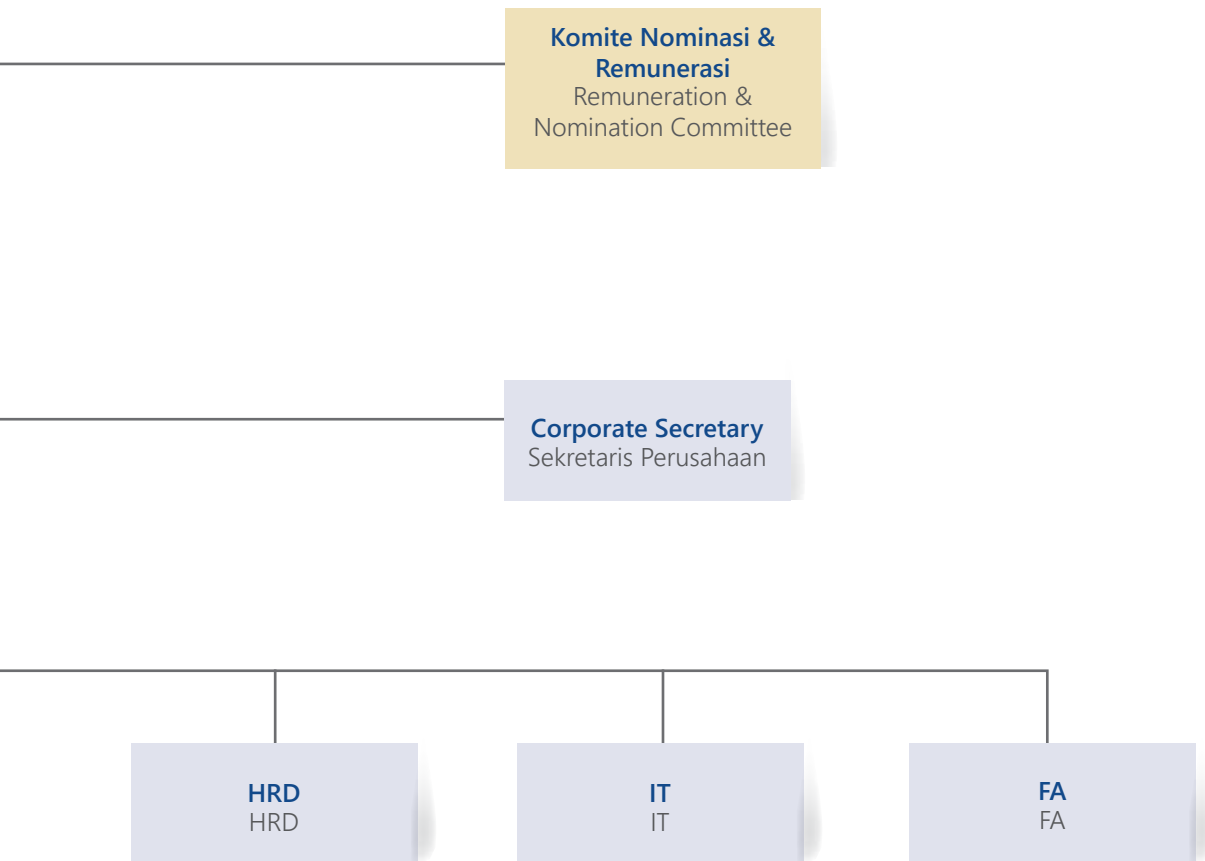 Komite Nominasi &
Remunerasi
Remuneration &
Nomination Committee
Corporate Secretary
Sekretaris Perusahaan
HRD
HRD
IT
IT
FA
FA